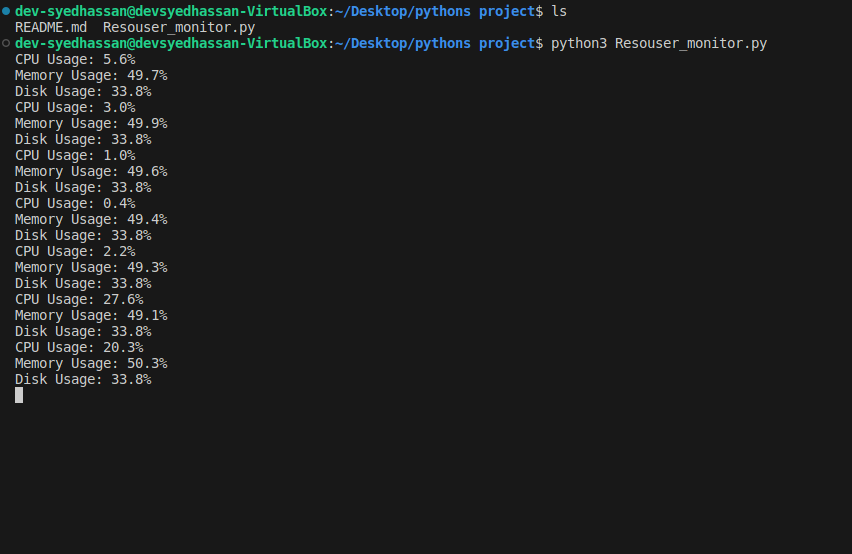 dev-syedhassan@devsyedhassan-VirtualBox:~/Desktop/pythons project$ ls
README.md  Resouser_monitor.py
dev-syedhassan@devsyedhassan-VirtualBox:~/Desktop/pythons project$ python3 Resouser_monitor.py
CPU Usage: 5.6%
Memory Usage: 49.7%
Disk Usage: 33.8%
CPU Usage: 3.0%
Memory Usage: 49.9%
Disk Usage: 33.8%
CPU Usage: 1.0%
Memory Usage: 49.6%
Disk Usage: 33.8%
CPU Usage: 0.4%
Memory Usage: 49.4%
Disk Usage: 33.8%
CPU Usage: 2.2%
Memory Usage: 49.3%
Disk Usage: 33.8%
CPU Usage: 27.6%
Memory Usage: 49.1%
Disk Usage: 33.8%
CPU Usage: 20.3%
Memory Usage: 50.3%
Disk Usage: 33.8%